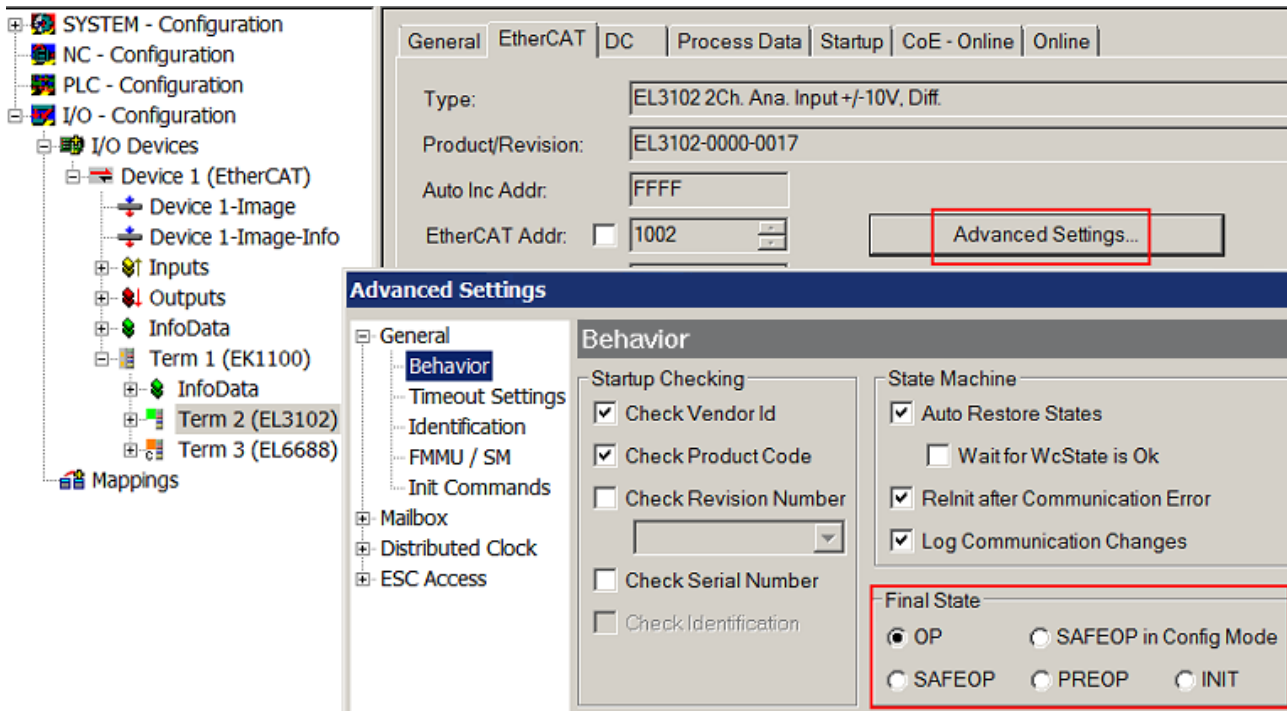 SYSTEM - Configuration
NC - Configuration
PLC - Configuration
I/O - Configuration
I/O Devices
Device 1 (EtherCAT)
Device 1-Image
Device 1-Image-Info
Inputs
Outputs
InfoData
Term 1 (EK1100)
InfoData
Term 2 (EL3102)
Term 3 (EL6688)
Mappings
General EtherCAT DC Process Data Startup CoE - Online Online
Type: EL3102 2Ch. Ana. Input +/-10V, Diff.
Product/Revision: EL3102-0000-0017
Auto Inc Addr: FFFF
EtherCAT Addr: 1002 Advanced Settings...
Advanced Settings
General
Behavior
Timeout Settings
Identification
FMMU / SM
Init Commands
Mailbox
Distributed Clock
ESC Access
Behavior
Startup Checking
Check Vendor Id
Check Product Code
Check Revision Number
Check Serial Number
Check Identification
State Machine
Auto Restore States
Wait for WcState is Ok
ReInit after Communication Error
Log Communication Changes
Final State
OP SAFEOP in Config Mode
SAFEOP PREOP INIT